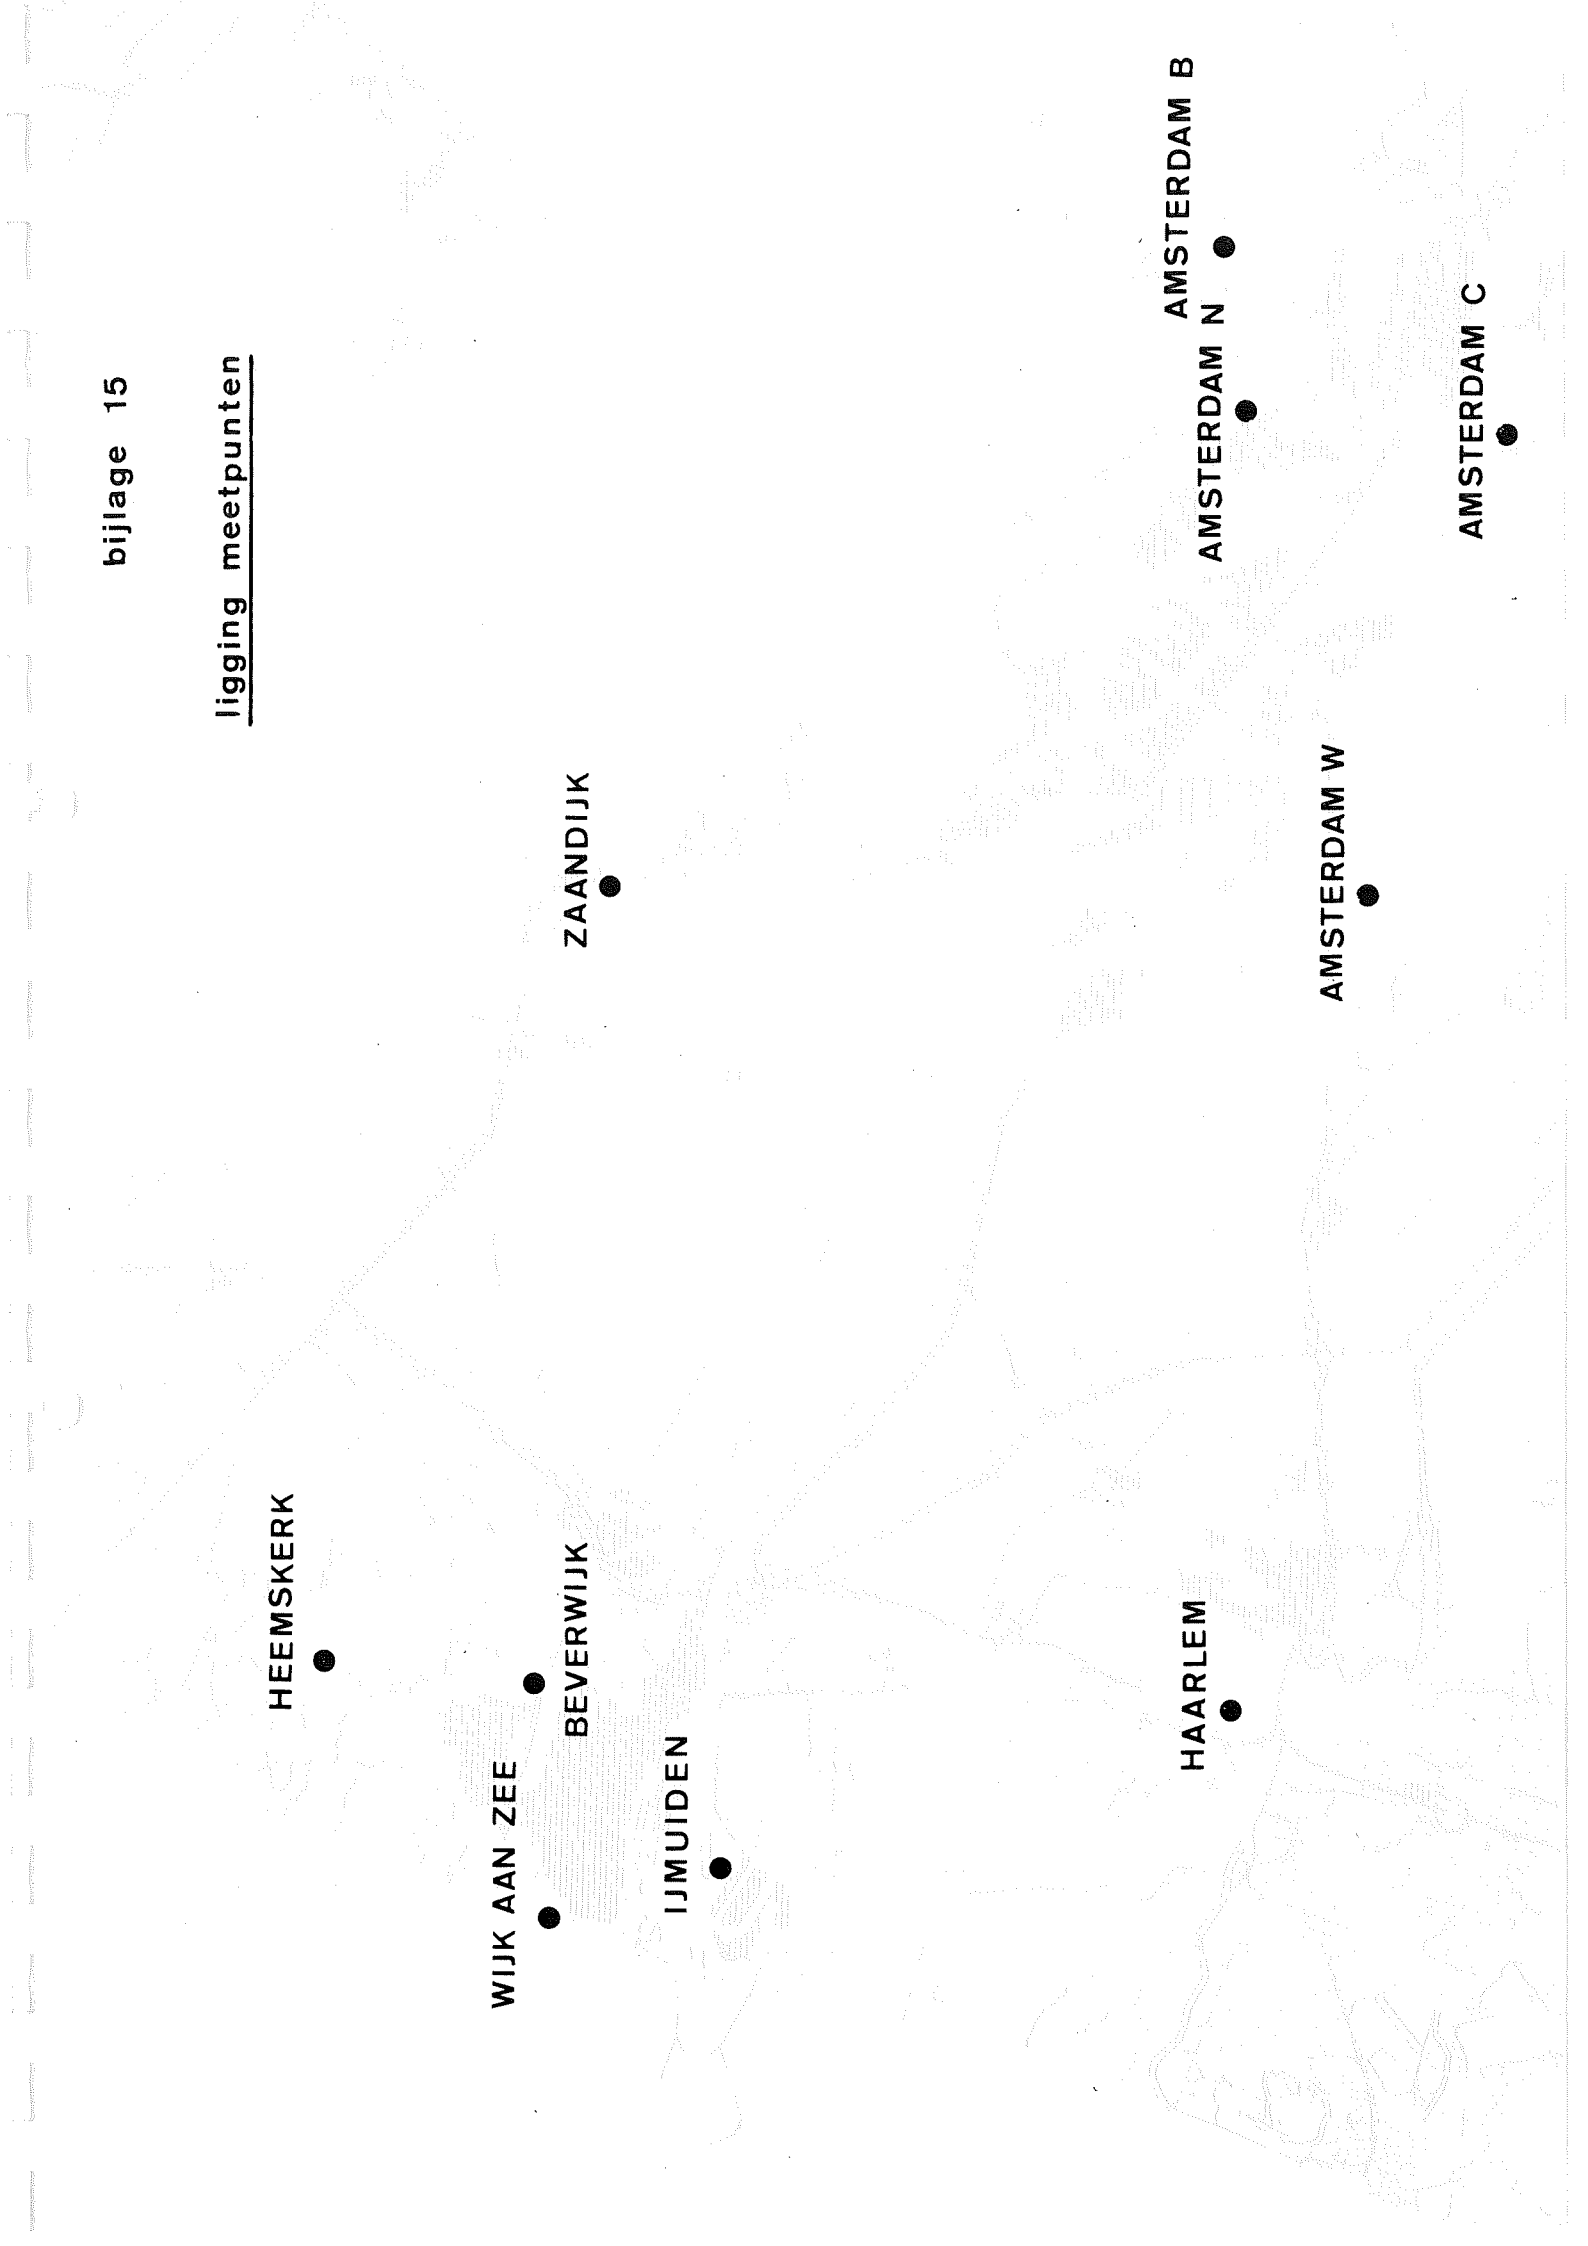 bijlage 15
ligging meetpunten
HEEMSKERK
WIJK AAN ZEE
BEVERWIJK
ZAANDIJK
IJMUIDEN
AMSTERDAM B
AMSTERDAM N
HAARLEM
AMSTERDAM W
AMSTERDAM C